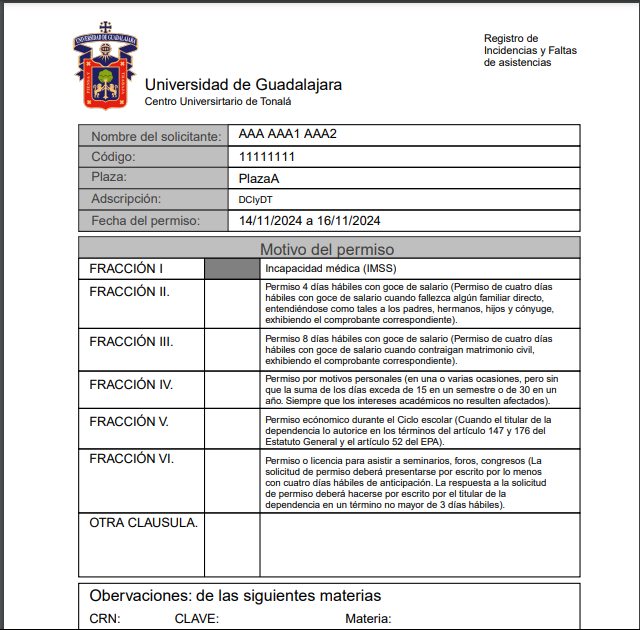 Registro de
Incidencias y Faltas
de asistencias
UNIVERSIDAD DE GUADALAJARA
PIENSA Y
TRABAJA
Universidad de Guadalajara
Centro Universirtario de Tonalá
Nombre del solicitante: AAA AAA1 AAA2
Código: 11111111
Plaza: PlazaA
Adscripción: DCIyDT
Fecha del permiso: 14/11/2024 a 16/11/2024
Motivo del permiso
FRACCIÓN I Incapacidad médica (IMSS)
FRACCIÓN II. Permiso 4 días hábiles con goce de salario (Permiso de cuatro días
hábiles con goce de salario cuando fallezca algún familiar directo,
entendiéndose como tales a los padres, hermanos, hijos y cónyuge,
exhibiendo el comprobante correspondiente).
FRACCIÓN III. Permiso 8 días hábiles con goce de salario (Permiso de cuatro días
hábiles con goce de salario cuando contraigan matrimonio civil,
exhibiendo el comprobante correspondiente).
FRACCIÓN IV. Permiso por motivos personales (en una o varias ocasiones, pero sin
que la suma de los días exceda de 15 en un semestre o de 30 en un
año. Siempre que los intereses académicos no resulten afectados).
FRACCIÓN V. Permiso ecónomico durante el Ciclo escolar (Cuando el titular de la
dependencia lo autorice en los términos del artículo 147 y 176 del
Estatuto General y el artículo 52 del EPA).
FRACCIÓN VI. Permiso o licencia para asistir a seminarios, foros, congresos (La
solicitud de permiso deberá presentarse por escrito por lo menos
con cuatro días hábiles de anticipación. La respuesta a la solicitud
de permiso deberá hacerse por escrito por el titular de la
dependencia en un término no mayor de 3 días hábiles).
OTRA CLAUSULA.
Obervaciones: de las siguientes materias
CRN: CLAVE: Materia: